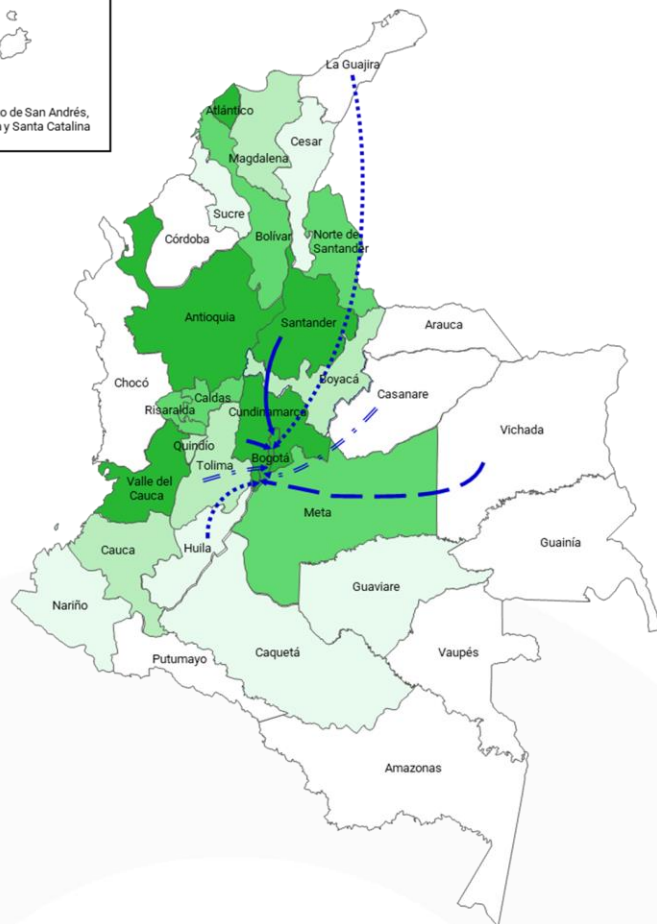 o de San Andrés,
y Santa Catalina
La Guajira
Atlántico
Cesar
Magdalena
Sucre
Córdoba
Bolívar
Norte de
Santander
Antioquia
Santander
Arauca
Boyacá
Chocó
Caldas
Casanare
Risaralda
Cundinamarca
Vichada
Quindío
Bogotá
Tolima
Valle del
Cauca
Meta
Guainía
Cauca
Huila
Guaviare
Nariño
Caquetá
Vaupés
Putumayo
Amazonas